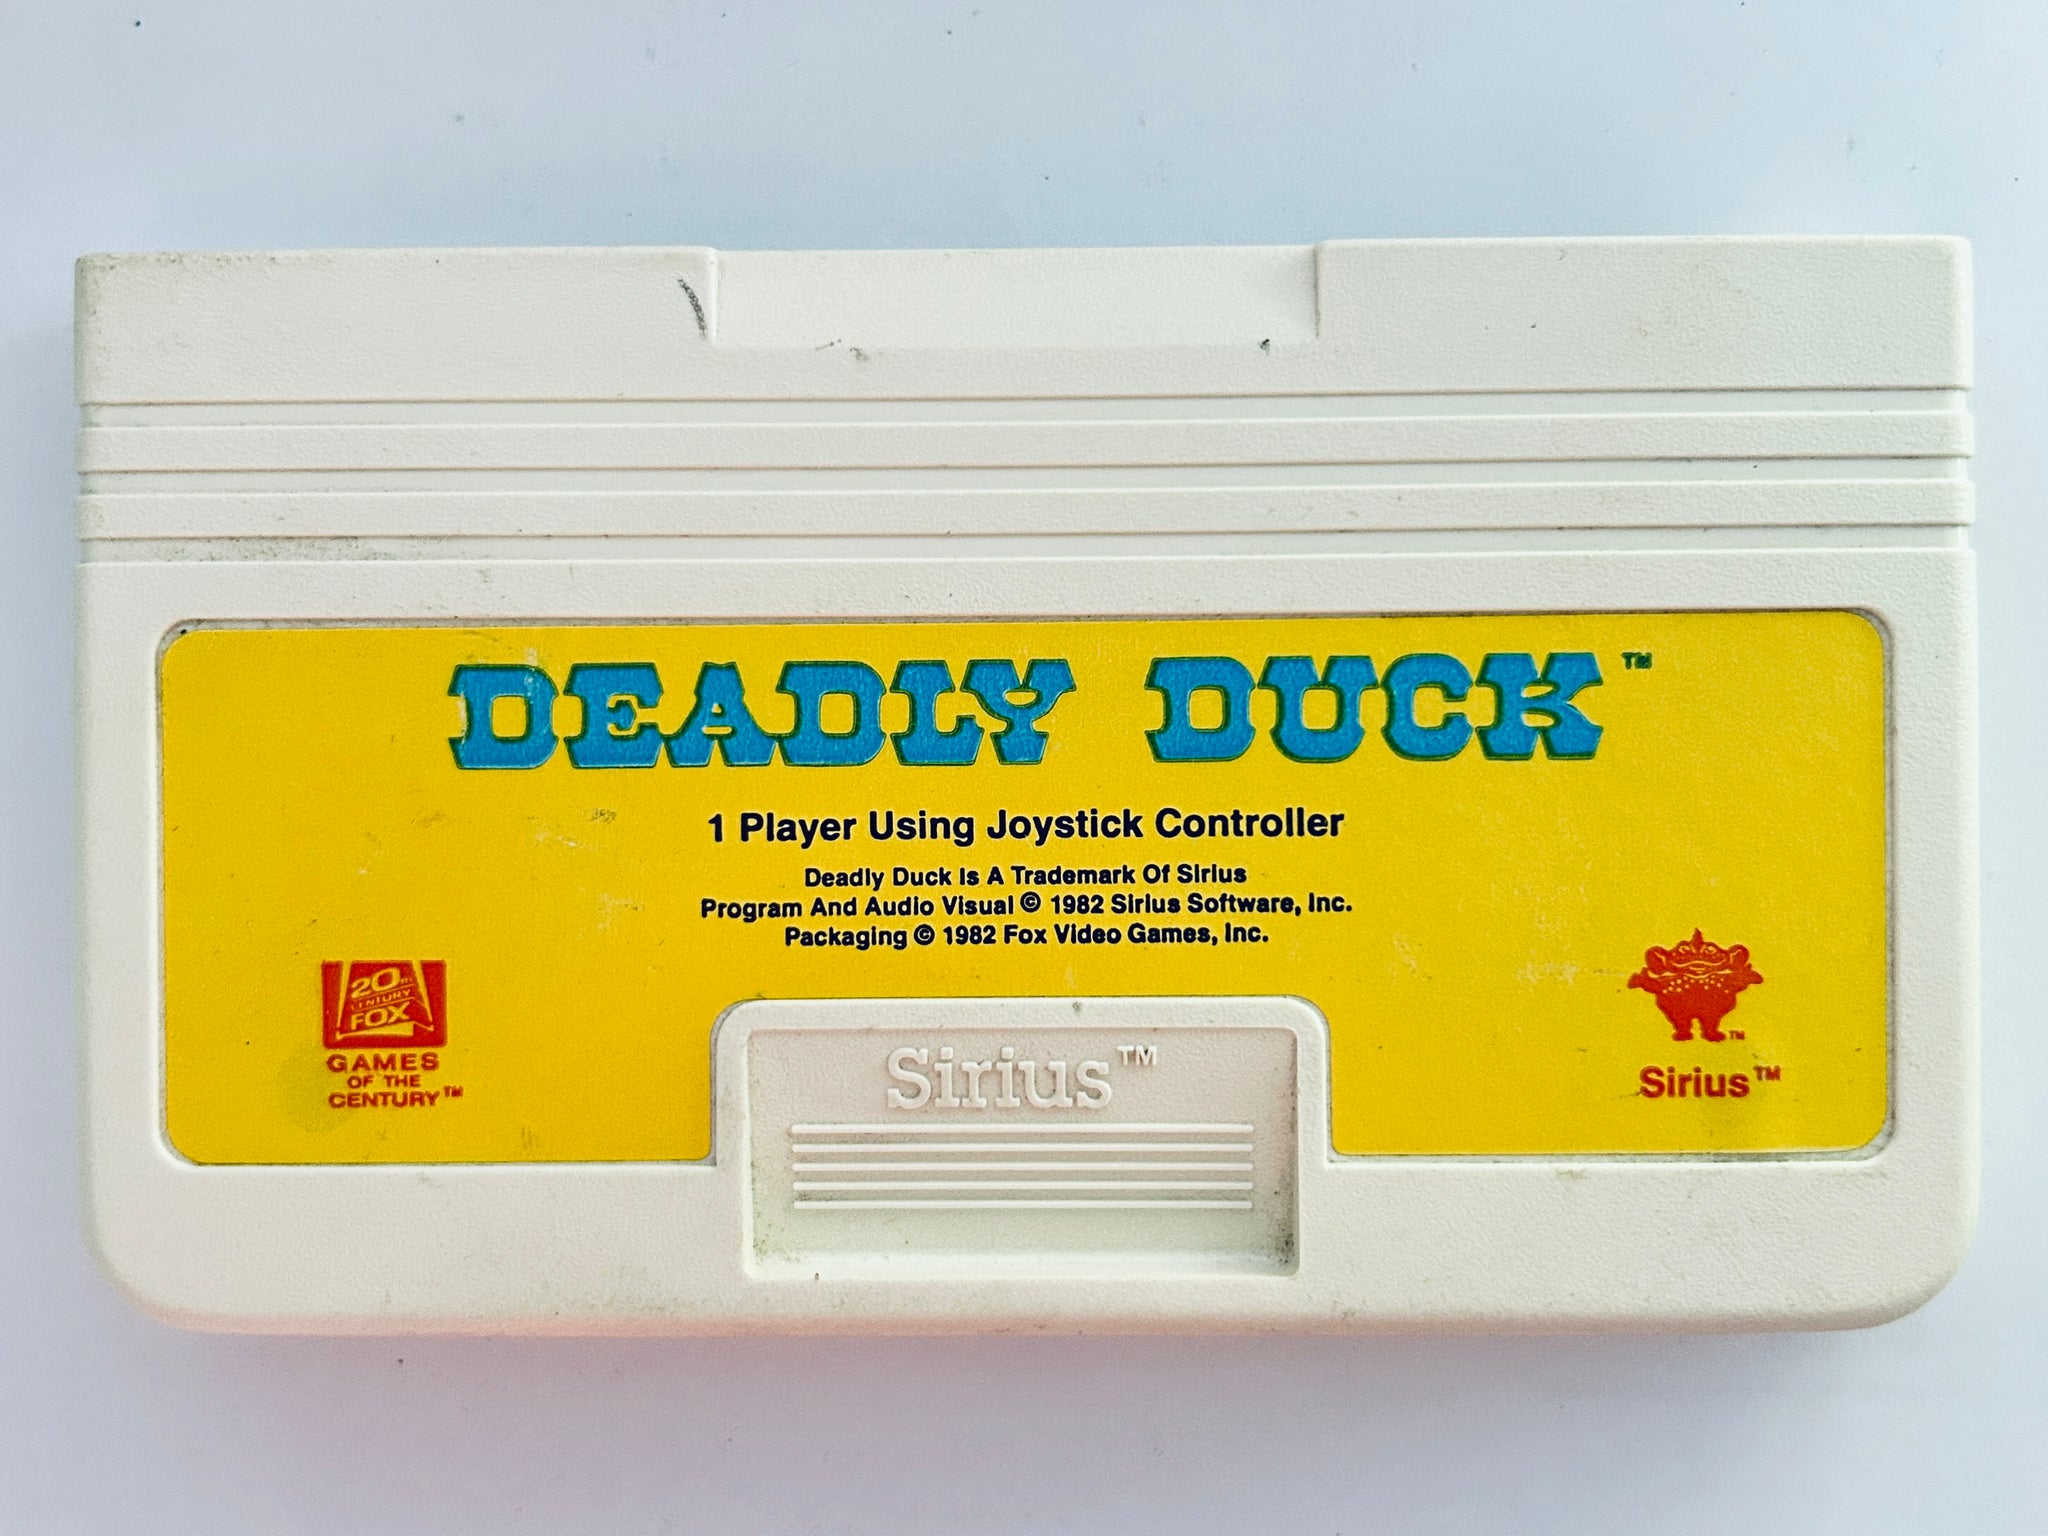 DEADLY DUCK™
1 Player Using Joystick Controller
Deadly Duck Is A Trademark Of Sirius
Program And Audio Visual © 1982 Sirius Software, Inc.
Packaging © 1982 Fox Video Games, Inc.
20TH
CENTURY
FOX
GAMES
OF THE
CENTURY™
Sirius™
TM
Sirius™